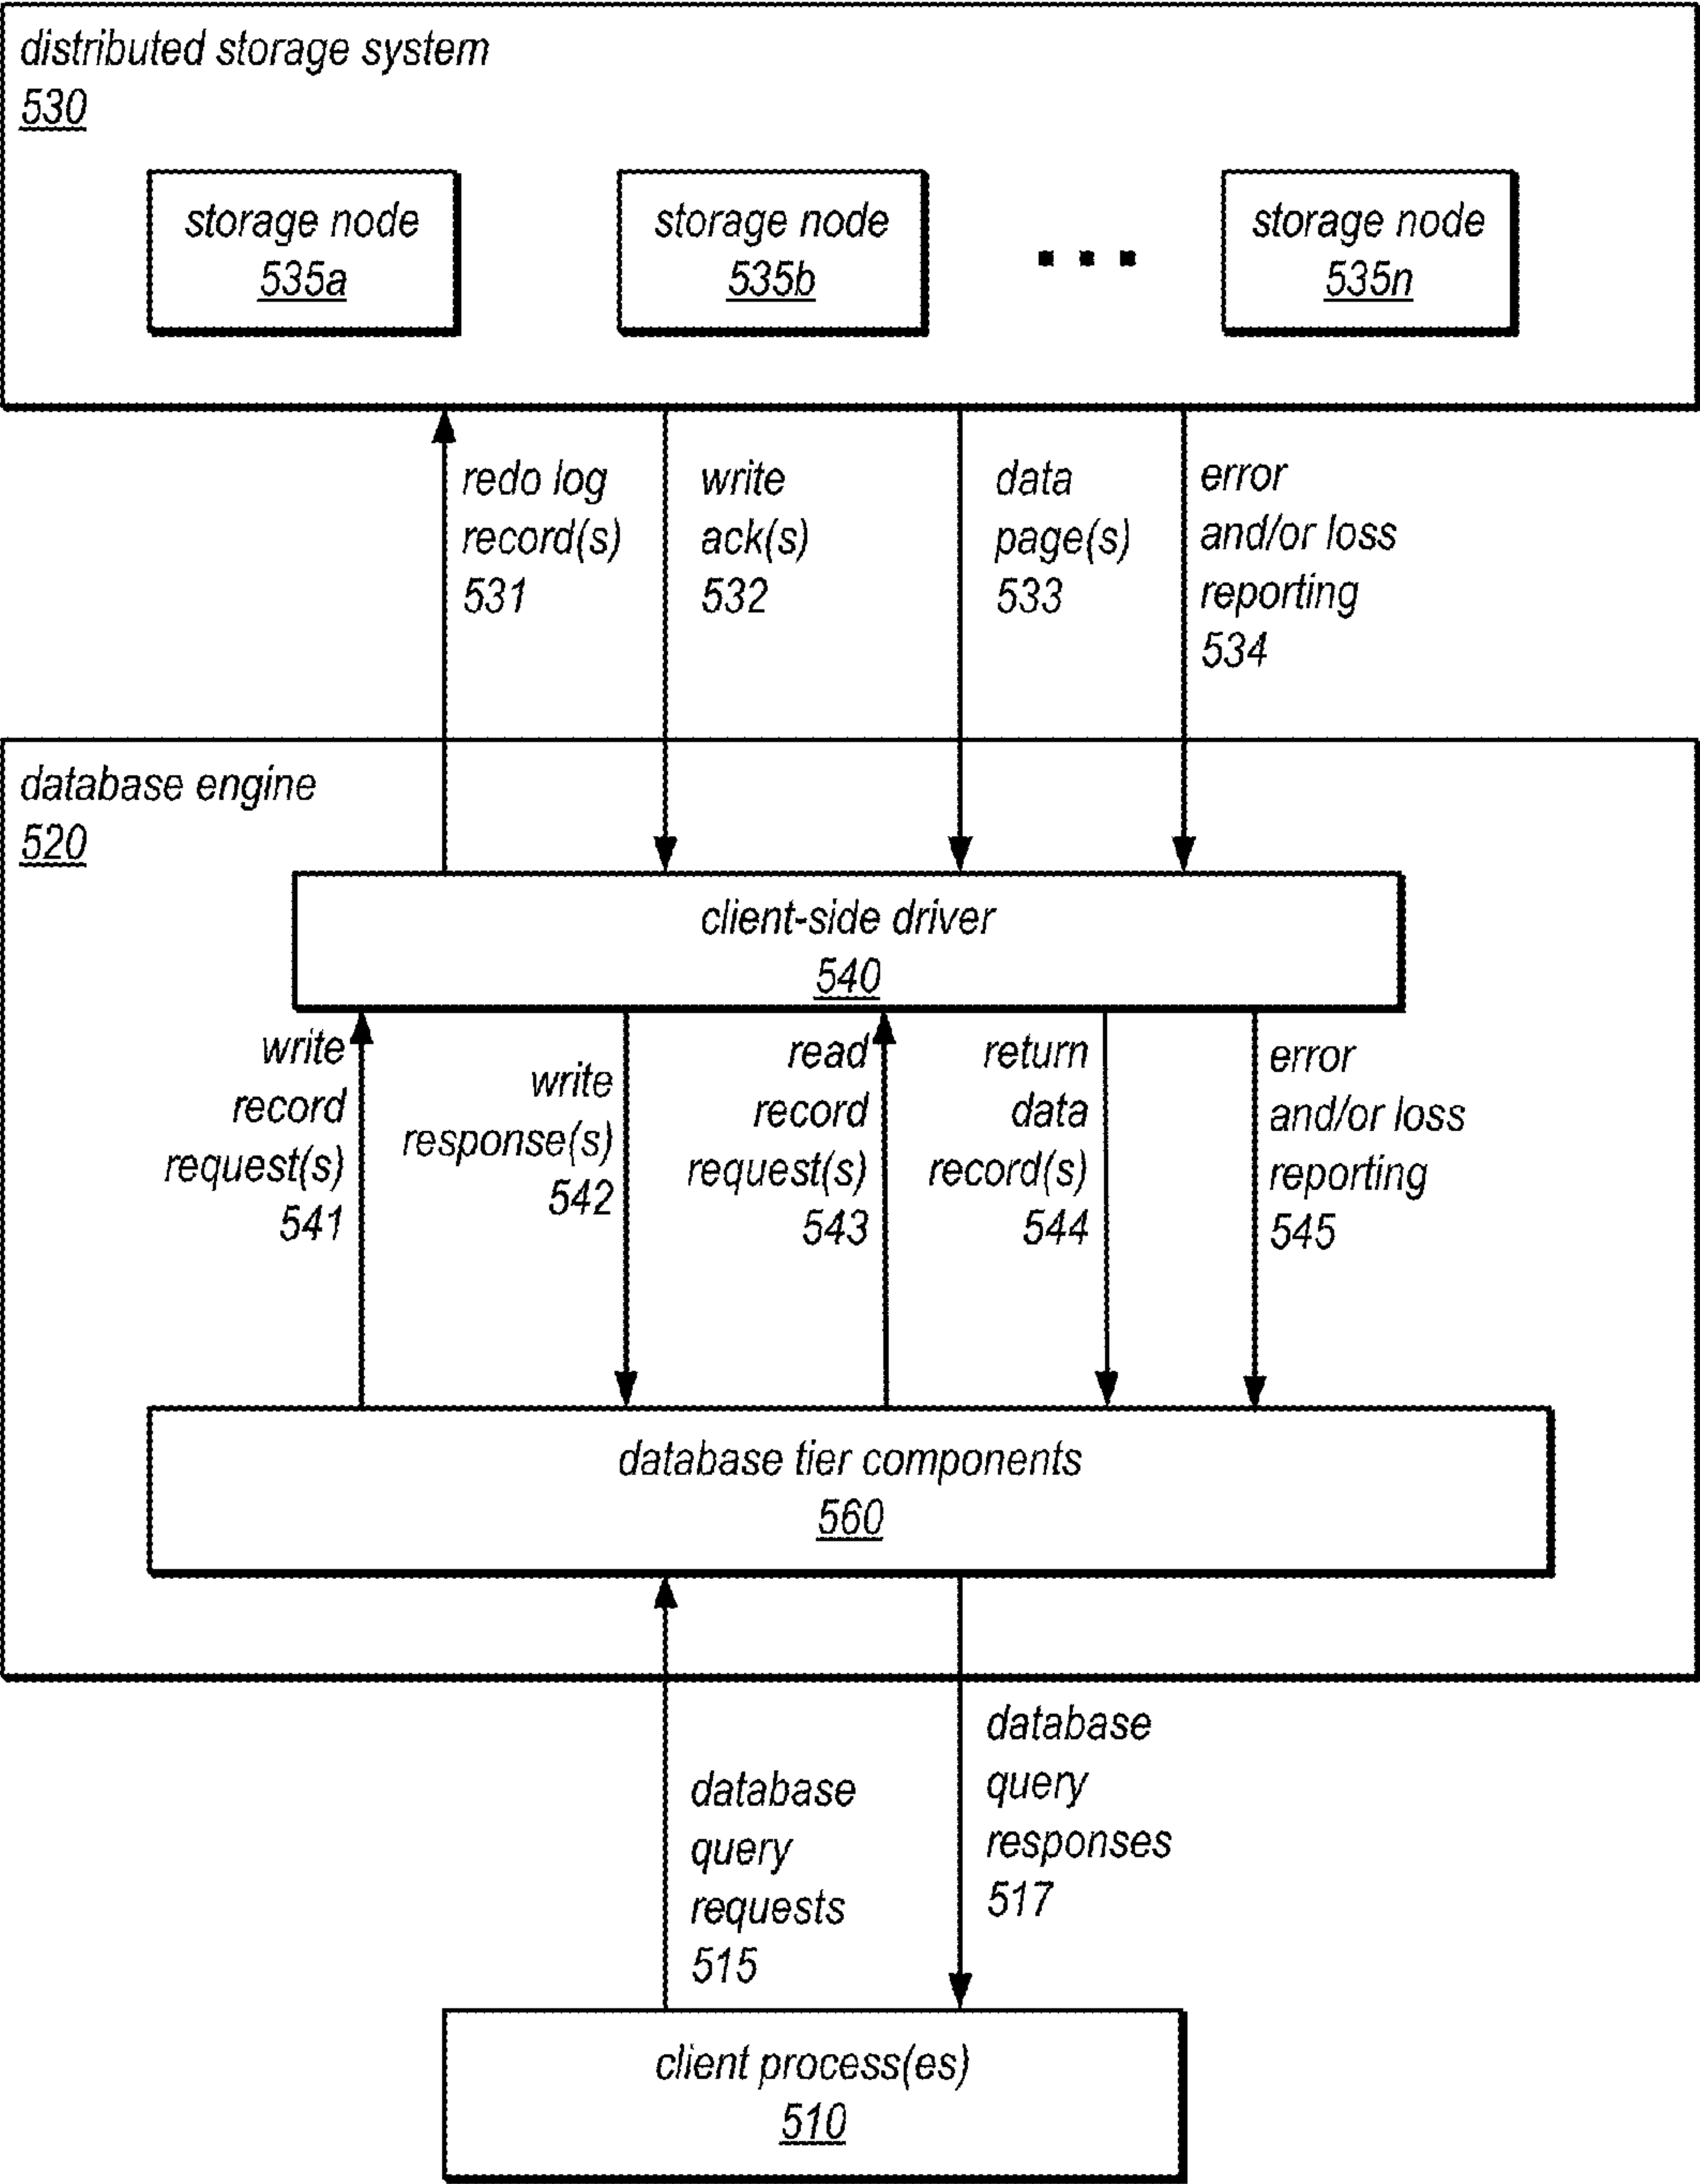 distributed storage system
530
storage node
535a
storage node
535b
storage node
535n
redo log
record(s)
531
write
ack(s)
532
data
page(s)
533
error
and/or loss
reporting
534
database engine
520
client-side driver
540
write
record
request(s)
541
write
response(s)
542
read
record
request(s)
543
return
data
record(s)
544
error
and/or loss
reporting
545
database tier components
560
database
query
requests
515
database
query
responses
517
client process(es)
510